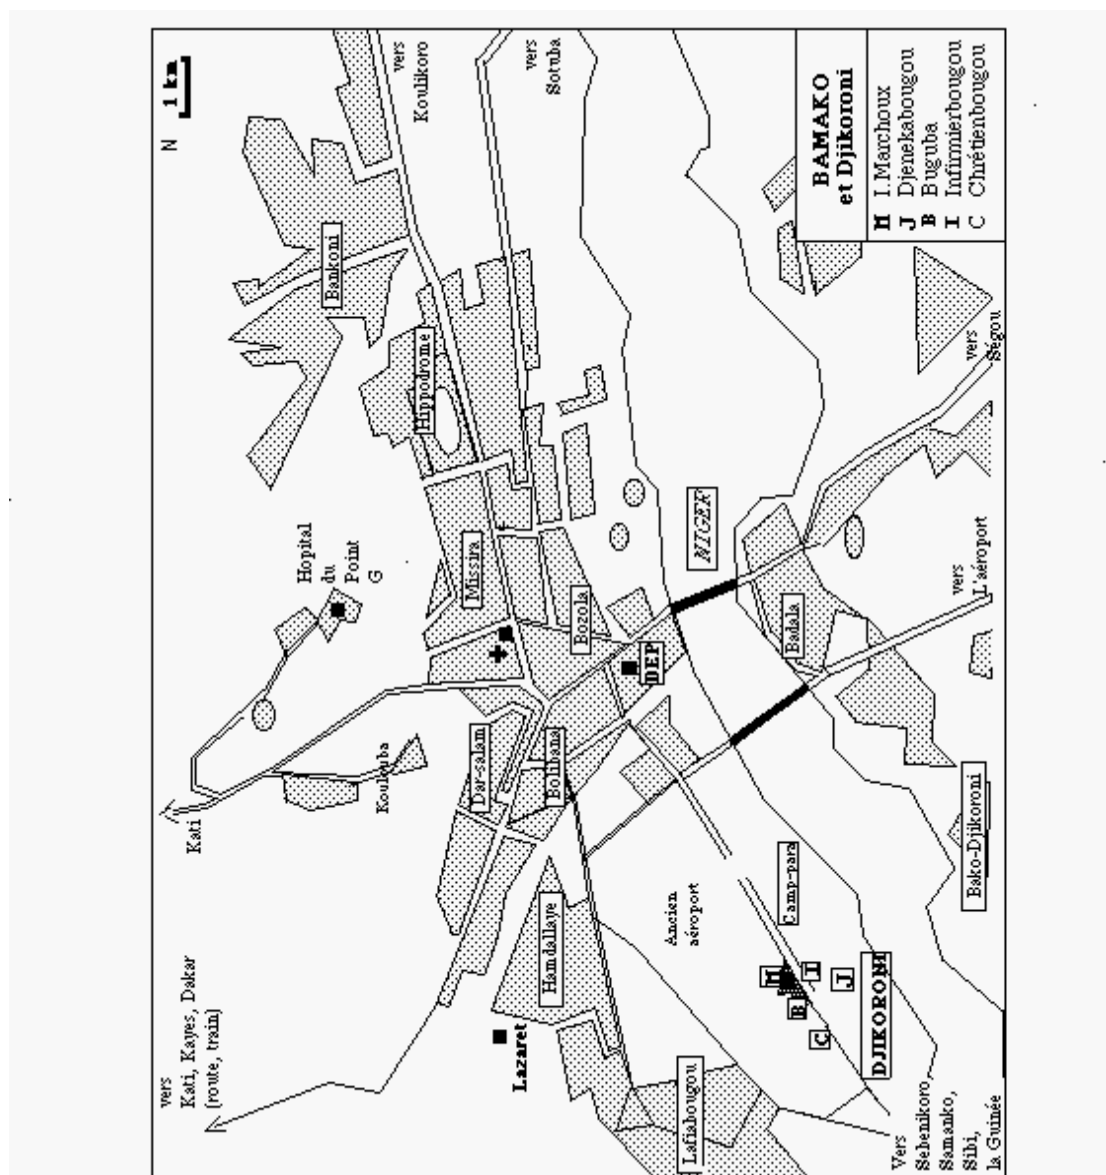 BAMAKO
et Djikoroni
M I.Marchoux
J Djenekabougou
B Buguba
I Infirmierbougou
C Chrétienbougou
1 km
N
vers
Koulikoro
vers
Sotuba
Bankoni
Hippodrome
Hopital
du
Point
G
Missira
NIGER
Bozola
DEP
Badala
vers
Ségou
vers
L'aéroport
Kati
Koulouba
Dar-salam
Bolibana
Bako-Djikoroni
Camp-para
Ancien
aéroport
Hamdallaye
Lazaret
M
I
B
J
C
DJIKORONI
Lafiabougou
vers
Kati, Kayes, Dakar
(route, train)
Vers
Sebenikoro,
Samanko,
Sibi,
la Guinée